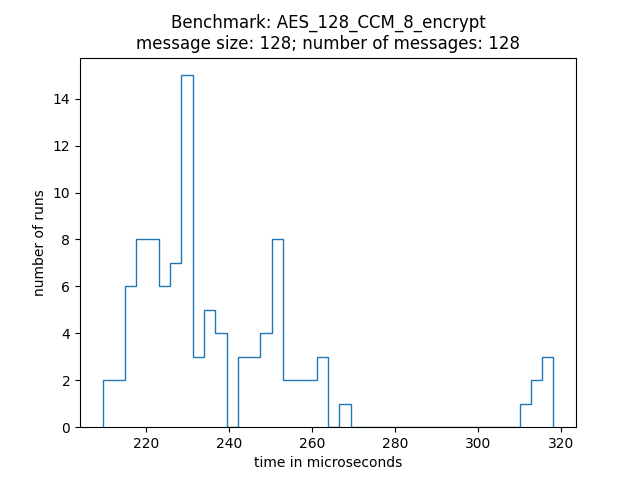 Benchmark: AES_128_CCM_8_encrypt
message size: 128; number of messages: 128
number of runs
14
12
10
8
6
4
2
0
220 240 260 280 300 320
time in microseconds